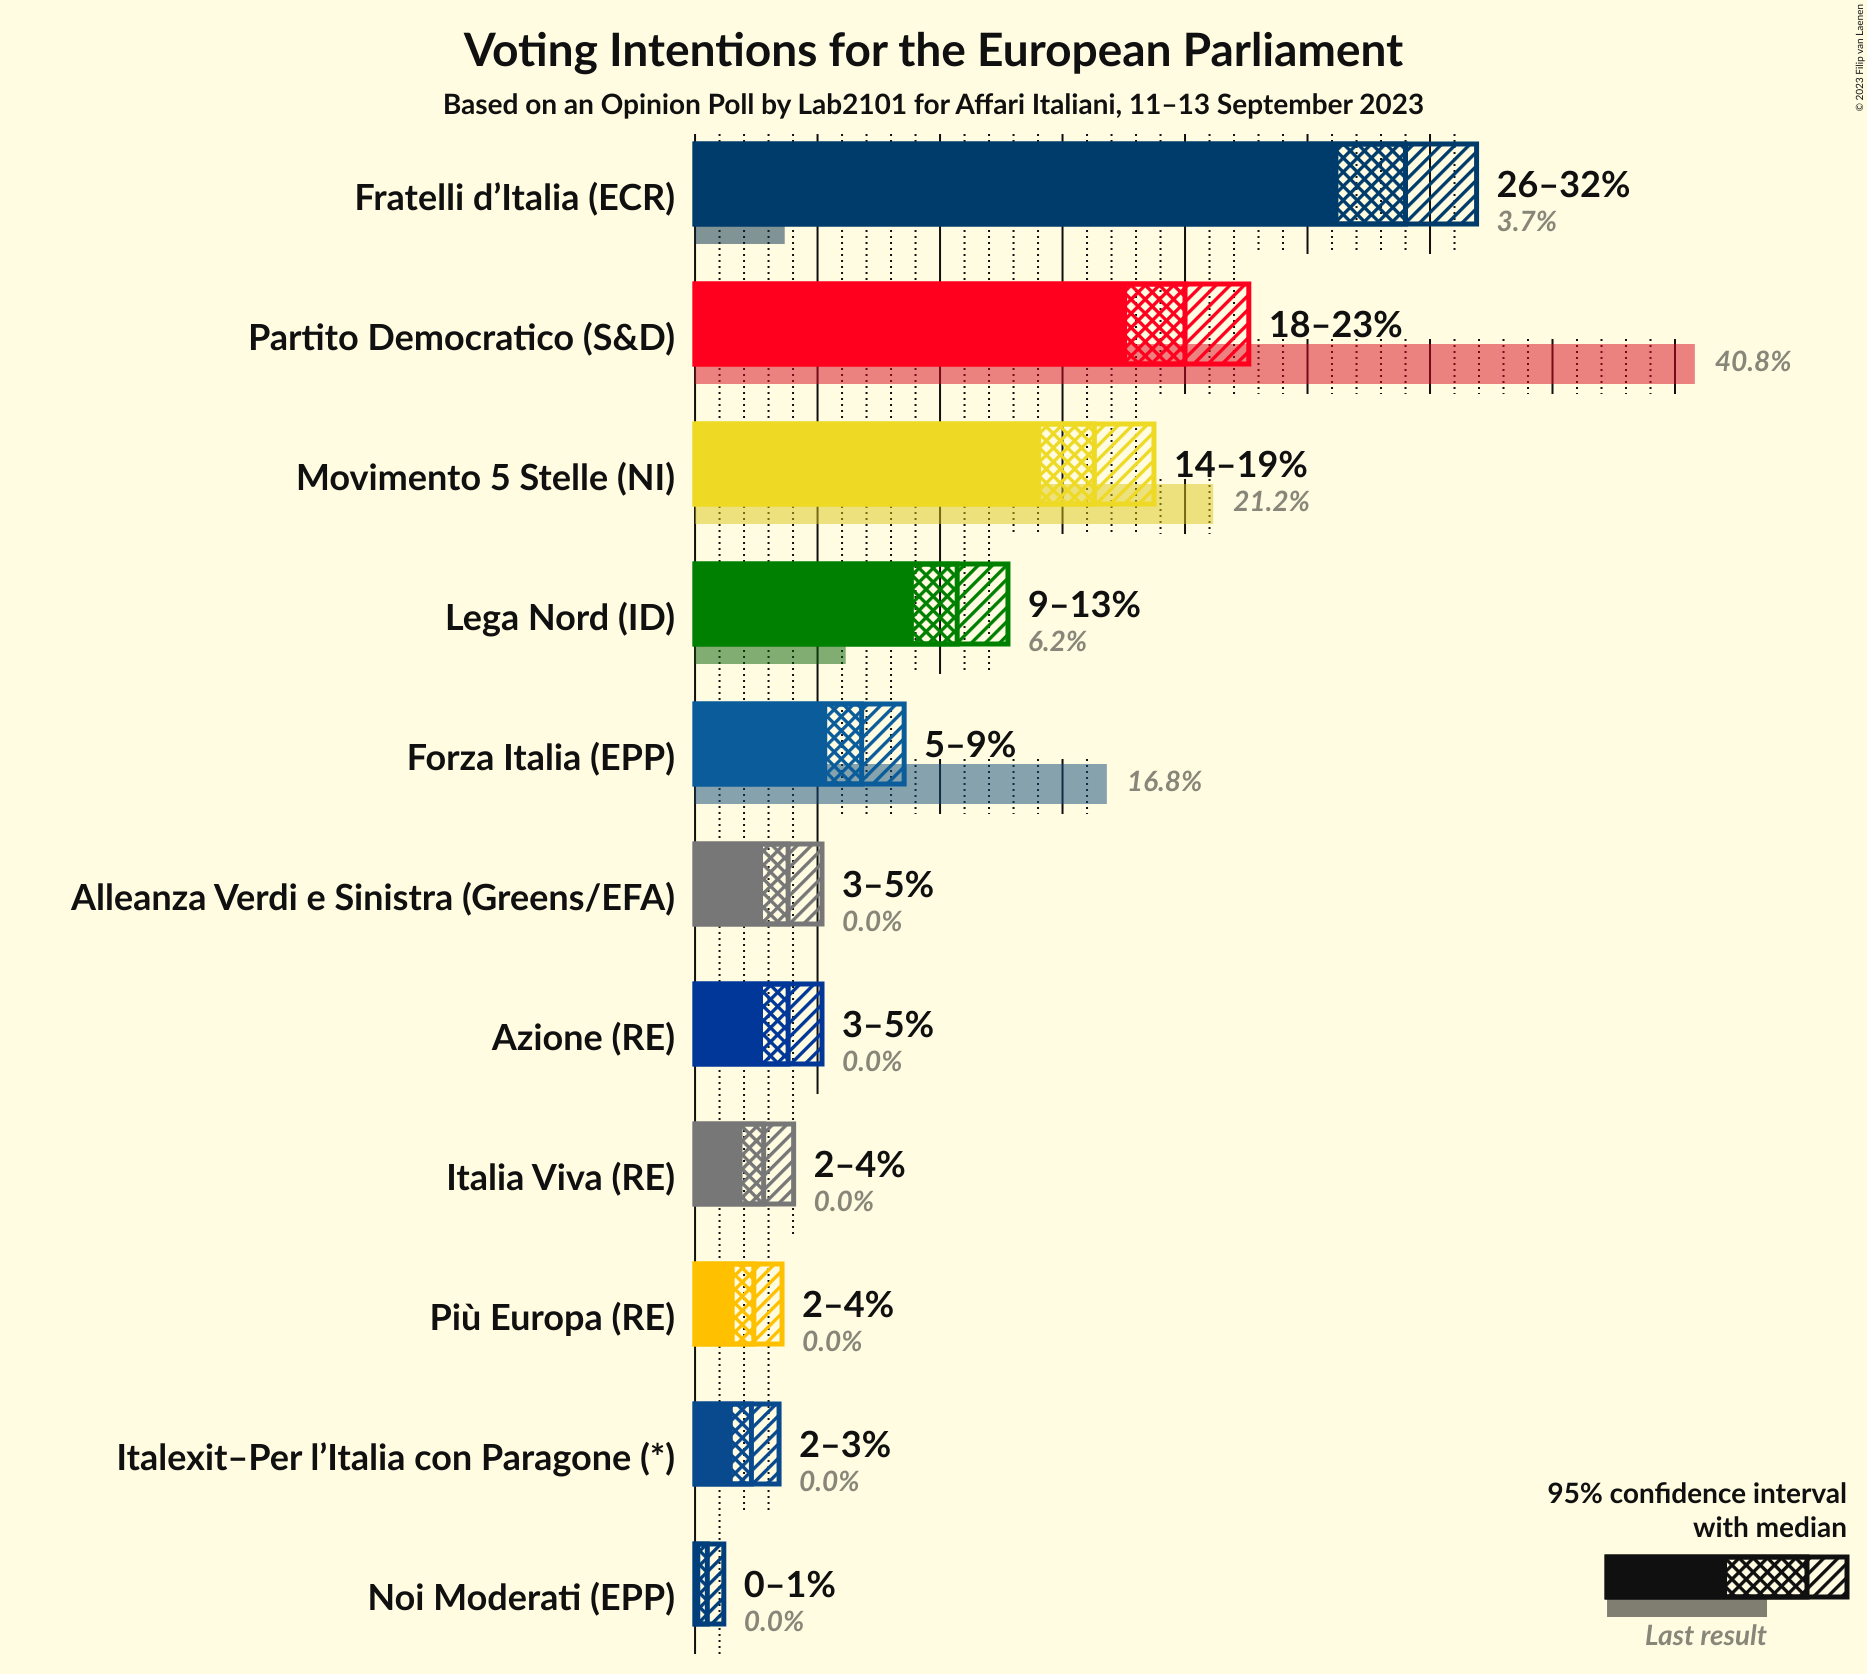 Voting Intentions for the European Parliament
Based on an Opinion Poll by Lab2101 for Affari Italiani, 11–13 September 2023
© 2023 Filip van Laenen
Fratelli d’Italia (ECR)
26–32%
3.7%
Partito Democratico (S&D)
18–23%
40.8%
Movimento 5 Stelle (NI)
14–19%
21.2%
Lega Nord (ID)
9–13%
6.2%
Forza Italia (EPP)
5–9%
16.8%
Alleanza Verdi e Sinistra (Greens/EFA)
3–5%
0.0%
Azione (RE)
3–5%
0.0%
Italia Viva (RE)
2–4%
0.0%
Più Europa (RE)
2–4%
0.0%
Italexit–Per l’Italia con Paragone (*)
2–3%
0.0%
Noi Moderati (EPP)
0–1%
0.0%
95% confidence interval
with median
Last result